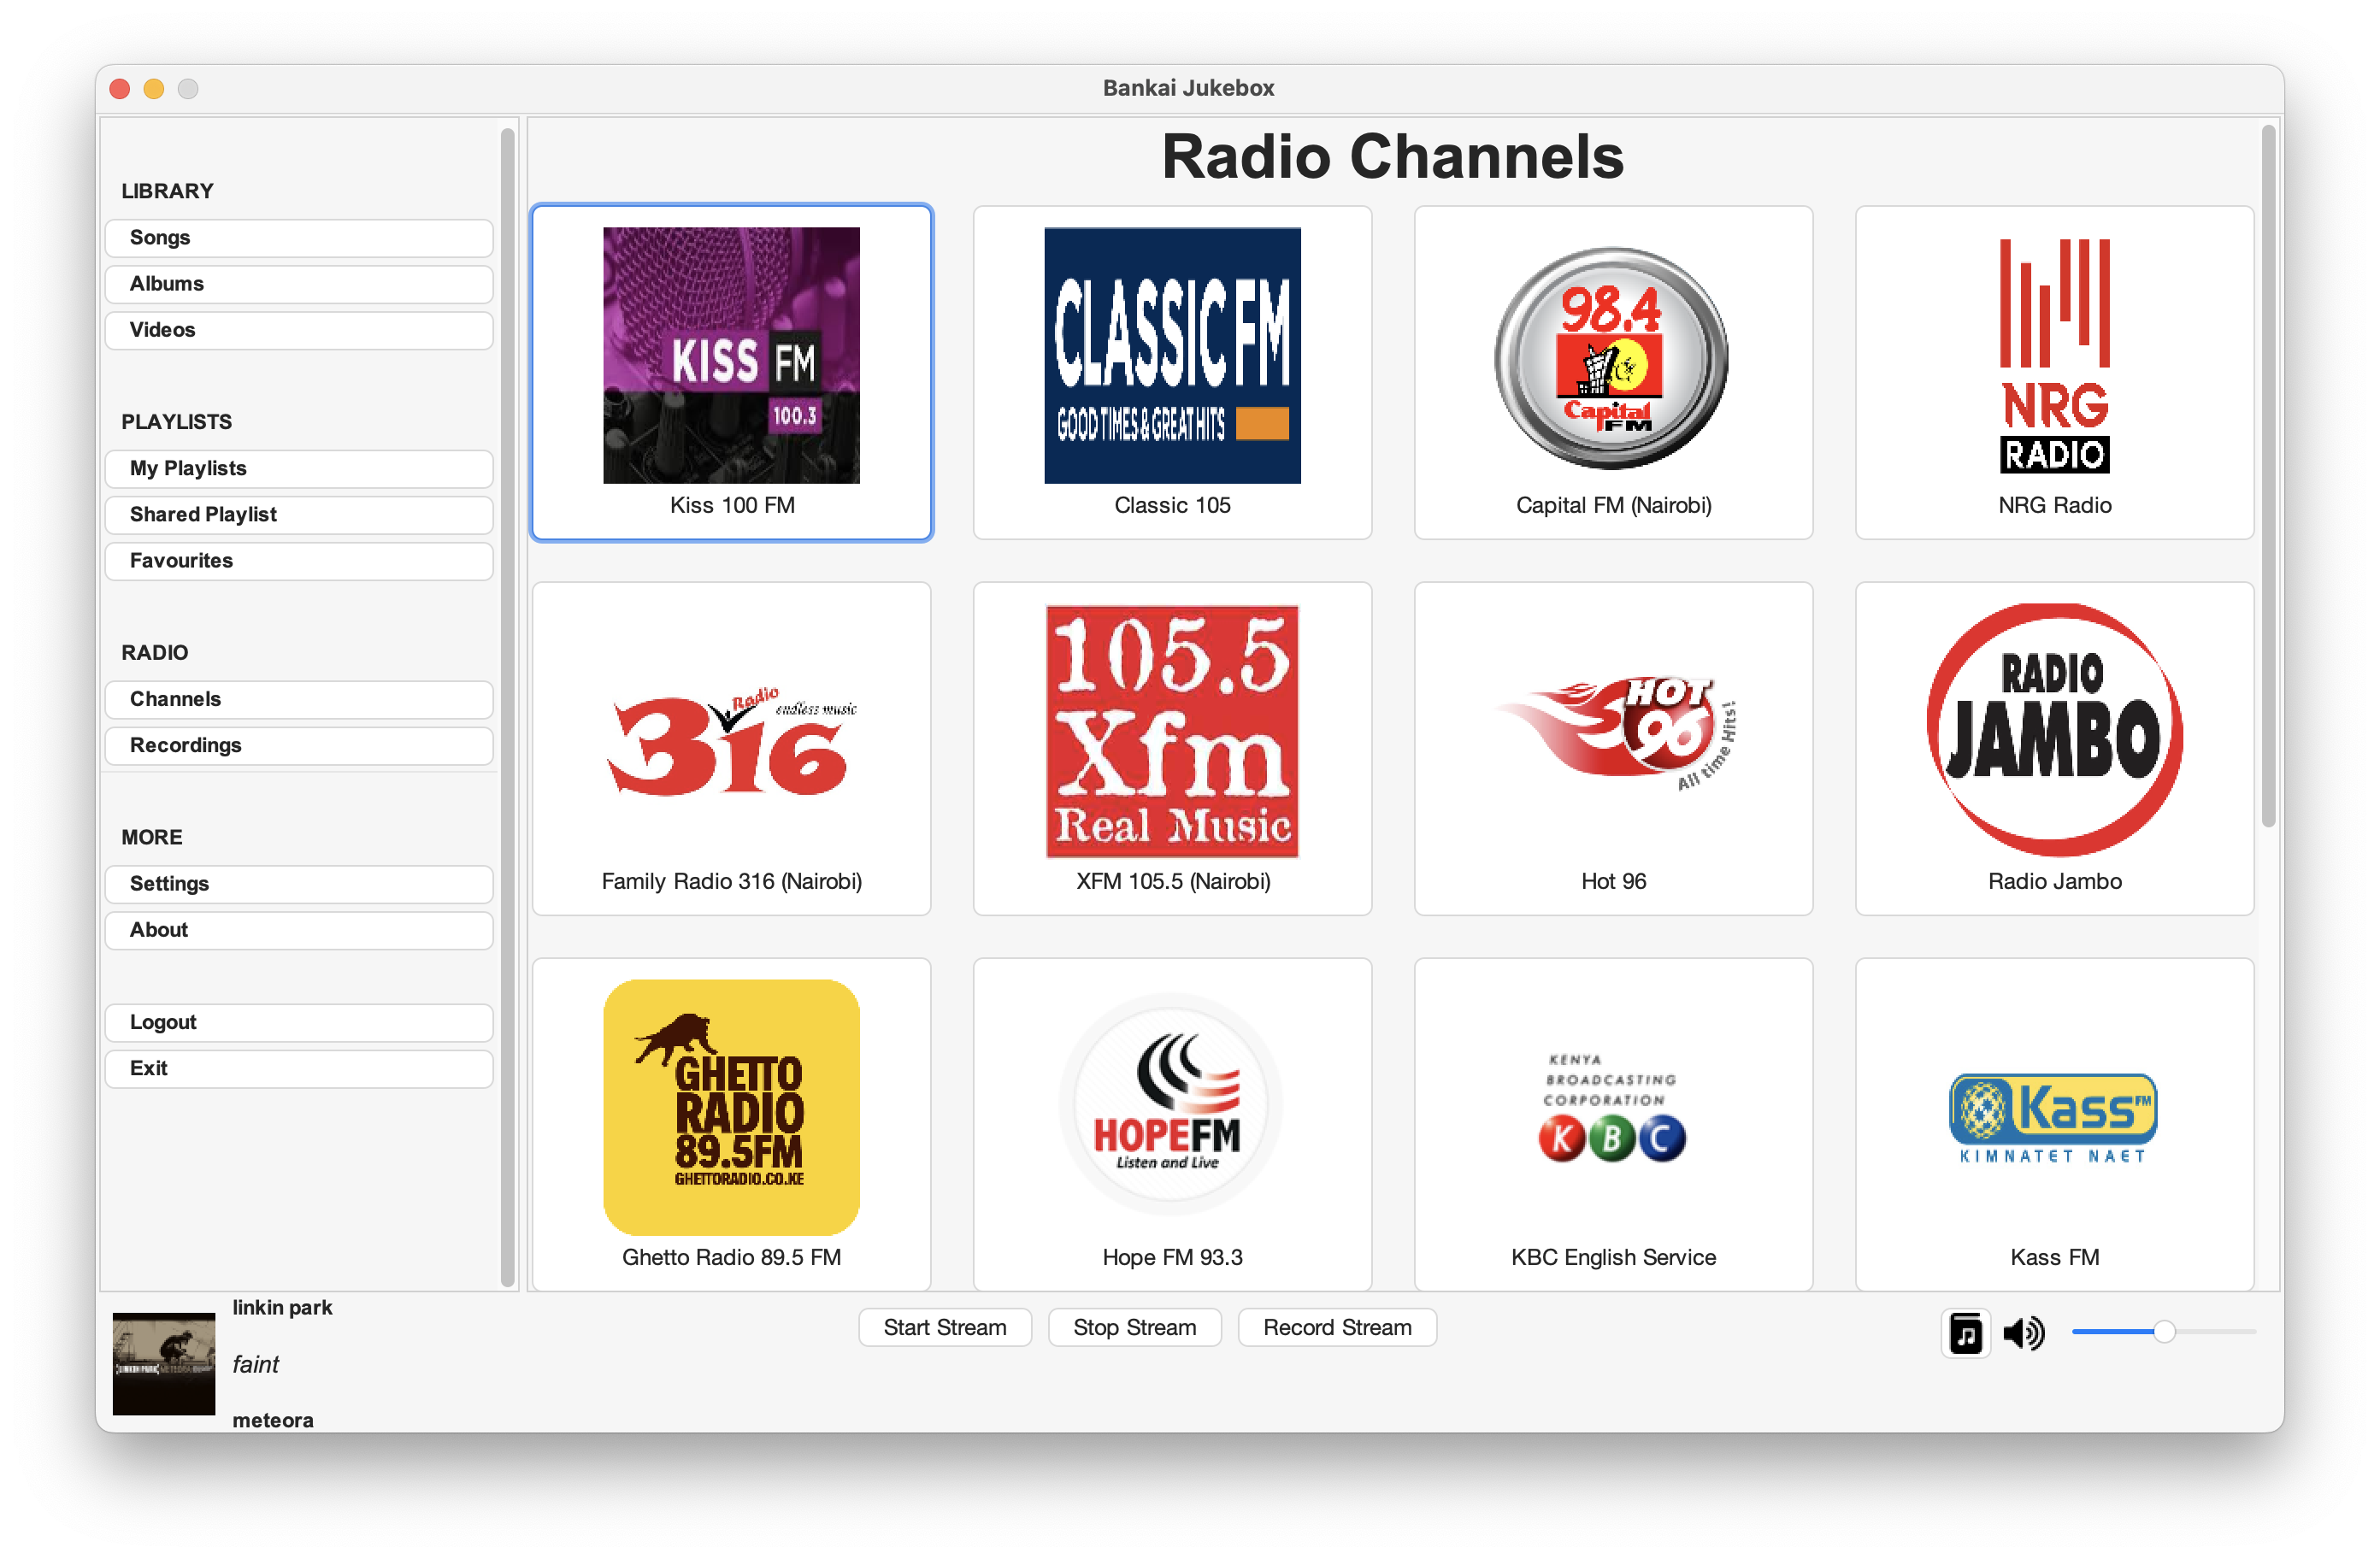 Bankai Jukebox
LIBRARY
Songs
Albums
Videos
PLAYLISTS
My Playlists
Shared Playlist
Favourites
RADIO
Channels
Recordings
MORE
Settings
About
Logout
Exit
Radio Channels
KISS FM
100.3
Kiss 100 FM
CLASSIC FM
GOOD TIMES & GREAT HITS
Classic 105
98.4
Capital
FM
Capital FM (Nairobi)
NRG
RADIO
NRG Radio
Radio
endless music
316
Family Radio 316 (Nairobi)
105.5
Xfm
Real Music
XFM 105.5 (Nairobi)
HOT
96
All time Hits!
Hot 96
RADIO
JAMBO
Radio Jambo
GHETTO
RADIO
89.5FM
GHETTORADIO.CO.KE
Ghetto Radio 89.5 FM
HOPEFM
Listen and Live
Hope FM 93.3
KENYA
BROADCASTING
CORPORATION
KBC
KBC English Service
Kass FM
KIMNATET NAET
Kass FM
linkin park
faint
meteora
Start Stream
Stop Stream
Record Stream